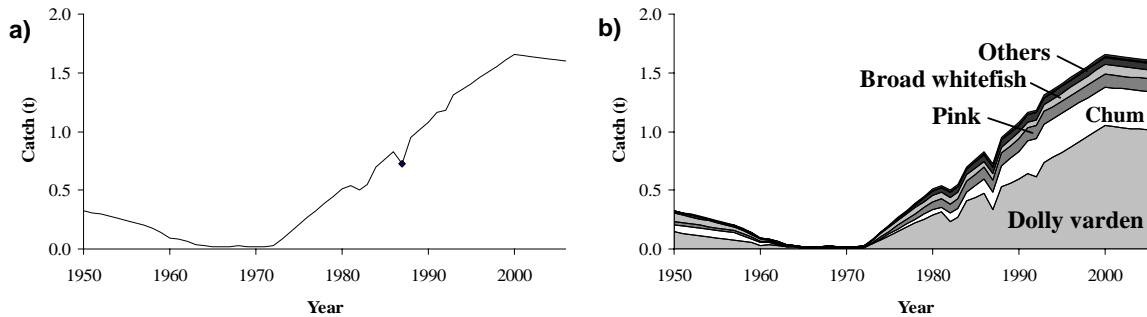 a)
2.0
1.5
1.0
0.5
0.0
Catch (t)
1950 1960 1970 1980 1990 2000
Year
b)
2.0
1.5
1.0
0.5
0.0
Catch (t)
Others
Broad whitefish
Pink
Chum
Dolly varden
1950 1960 1970 1980 1990 2000
Year